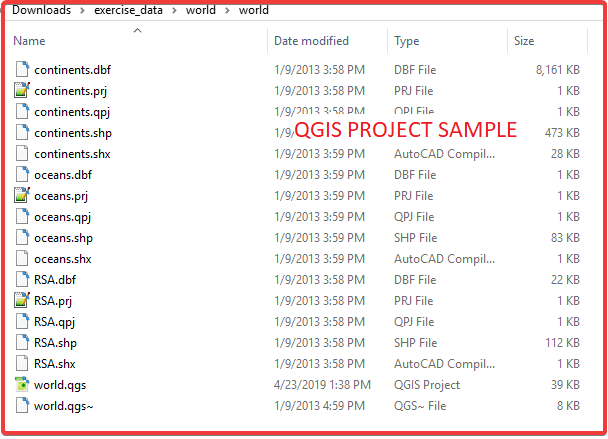 Downloads > exercise_data > world > world
Name Date modified Type Size
continents.dbf 1/9/2013 3:58 PM DBF File 8,161 KB
continents.prj 1/9/2013 3:58 PM PRJ File 1 KB
continents.qpj 1/9/2013 3:58 PM QPJ File 1 KB
continents.shp 1/9/ QGIS PROJECT SAMPLE 473 KB
continents.shx 1/9/2013 3:59 PM AutoCAD Compil... 28 KB
oceans.dbf 1/9/2013 3:59 PM DBF File 1 KB
oceans.prj 1/9/2013 3:59 PM PRJ File 1 KB
oceans.qpj 1/9/2013 3:59 PM QPJ File 1 KB
oceans.shp 1/9/2013 3:59 PM SHP File 83 KB
oceans.shx 1/9/2013 3:59 PM AutoCAD Compil... 1 KB
RSA.dbf 1/9/2013 3:58 PM DBF File 22 KB
RSA.prj 1/9/2013 3:58 PM PRJ File 1 KB
RSA.qpj 1/9/2013 3:58 PM QPJ File 1 KB
RSA.shp 1/9/2013 3:58 PM SHP File 112 KB
RSA.shx 1/9/2013 3:58 PM AutoCAD Compil... 1 KB
world.qgs 4/23/2019 1:38 PM QGIS Project 39 KB
world.qgs~ 1/9/2013 4:59 PM QGS~ File 8 KB